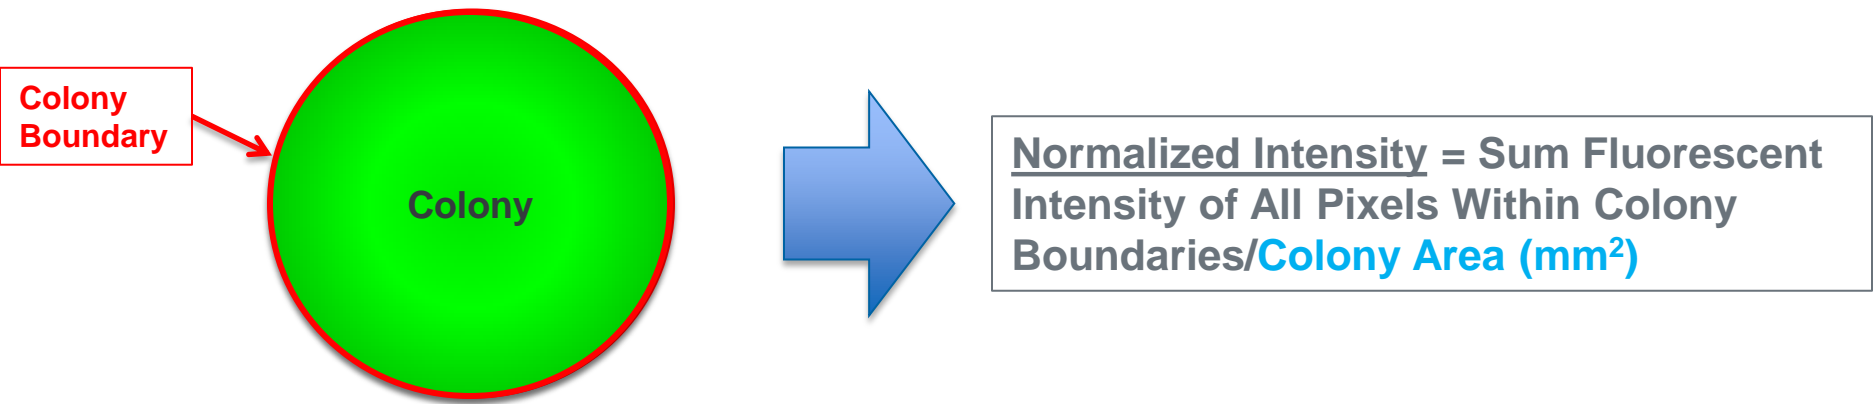 Colony
Boundary
Colony
Normalized Intensity = Sum Fluorescent
Intensity of All Pixels Within Colony
Boundaries/Colony Area (mm²)